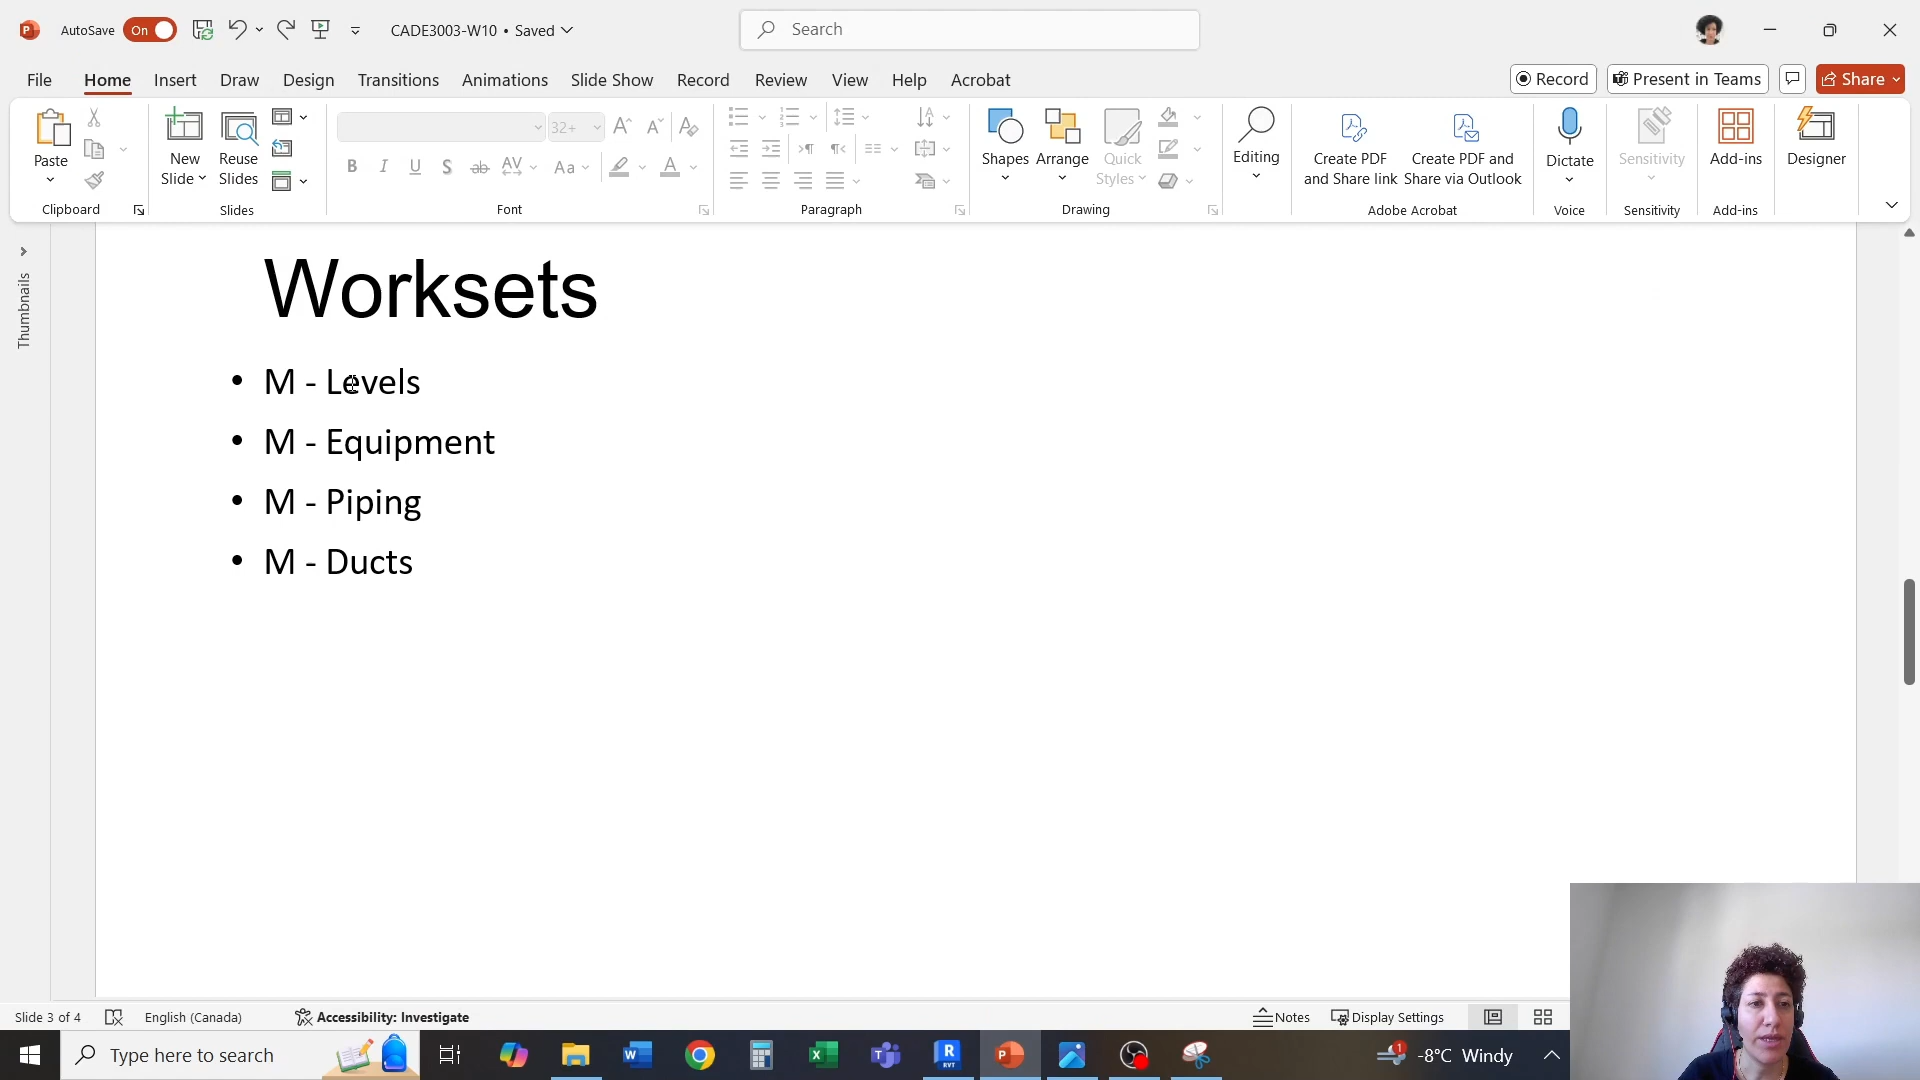 AutoSave On CADE3003-W10 • Saved Search
File Home Insert Draw Design Transitions Animations Slide Show Record Review View Help Acrobat Record Present in Teams Share
Paste
New Slide
Reuse Slides
32+
Shapes Arrange Quick Styles
Editing
Create PDF and Share link
Create PDF and Share via Outlook
Dictate
Sensitivity
Add-ins
Designer
Clipboard Slides Font Paragraph Drawing Adobe Acrobat Voice Sensitivity Add-ins
Thumbnails
Worksets
• M - Levels
• M - Equipment
• M - Piping
• M - Ducts
Slide 3 of 4 English (Canada) Accessibility: Investigate Notes Display Settings
Type here to search -8°C Windy